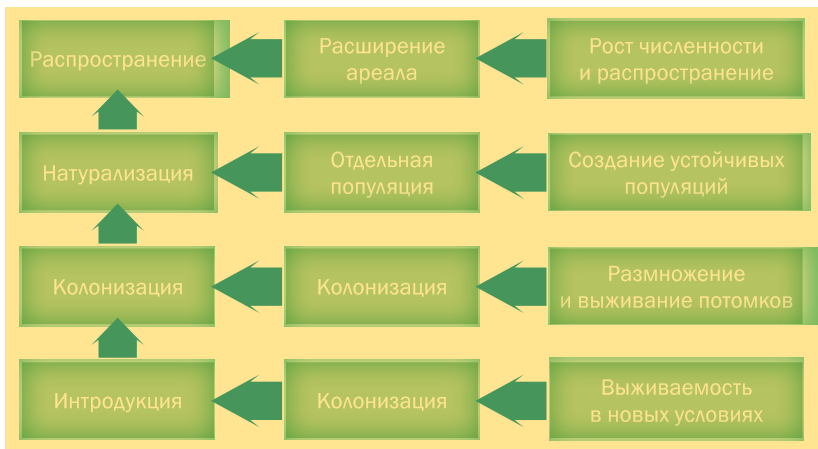 Распространение
Расширение
ареала
Рост численности
и распространение
Натурализация
Отдельная
популяция
Создание устойчивых
популяций
Колонизация
Колонизация
Размножение
и выживание потомков
Интродукция
Колонизация
Выживаемость
в новых условиях